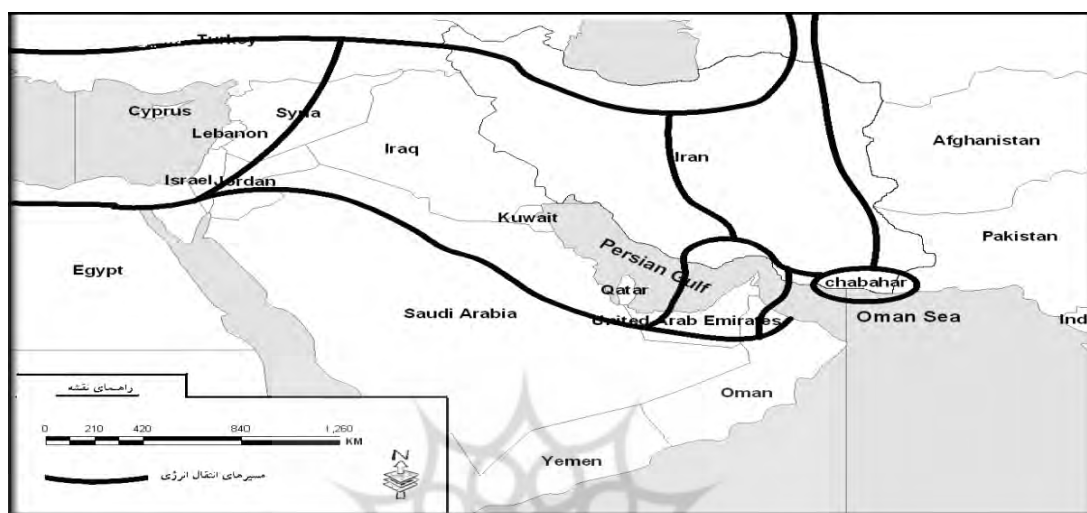 Turkey
Cyprus
Syria
Lebanon
Iraq
Israel
Jordan
Iran
Afghanistan
Kuwait
Pakistan
Egypt
Persian Gulf
Qatar
chabahar
Saudi Arabia
United Arab Emirates
Oman Sea
Ind
Oman
Yemen
راهنمای نقشه
0 210 420 840 1,260
KM
N
مسیرهای انتقال انرژی